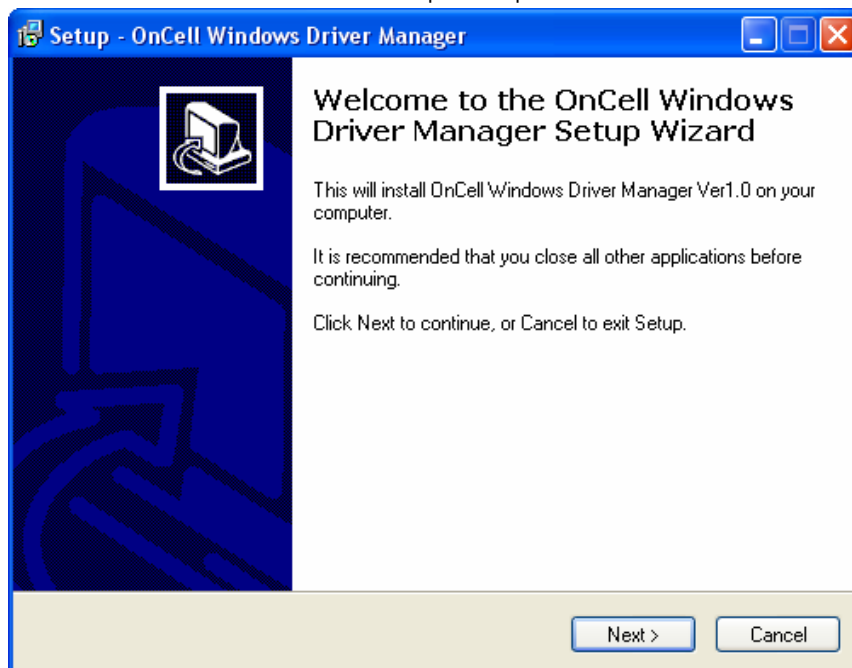 Setup - OnCell Windows Driver Manager
Welcome to the OnCell Windows
Driver Manager Setup Wizard
This will install OnCell Windows Driver Manager Ver1.0 on your
computer.
It is recommended that you close all other applications before
continuing.
Click Next to continue, or Cancel to exit Setup.
Next >
Cancel